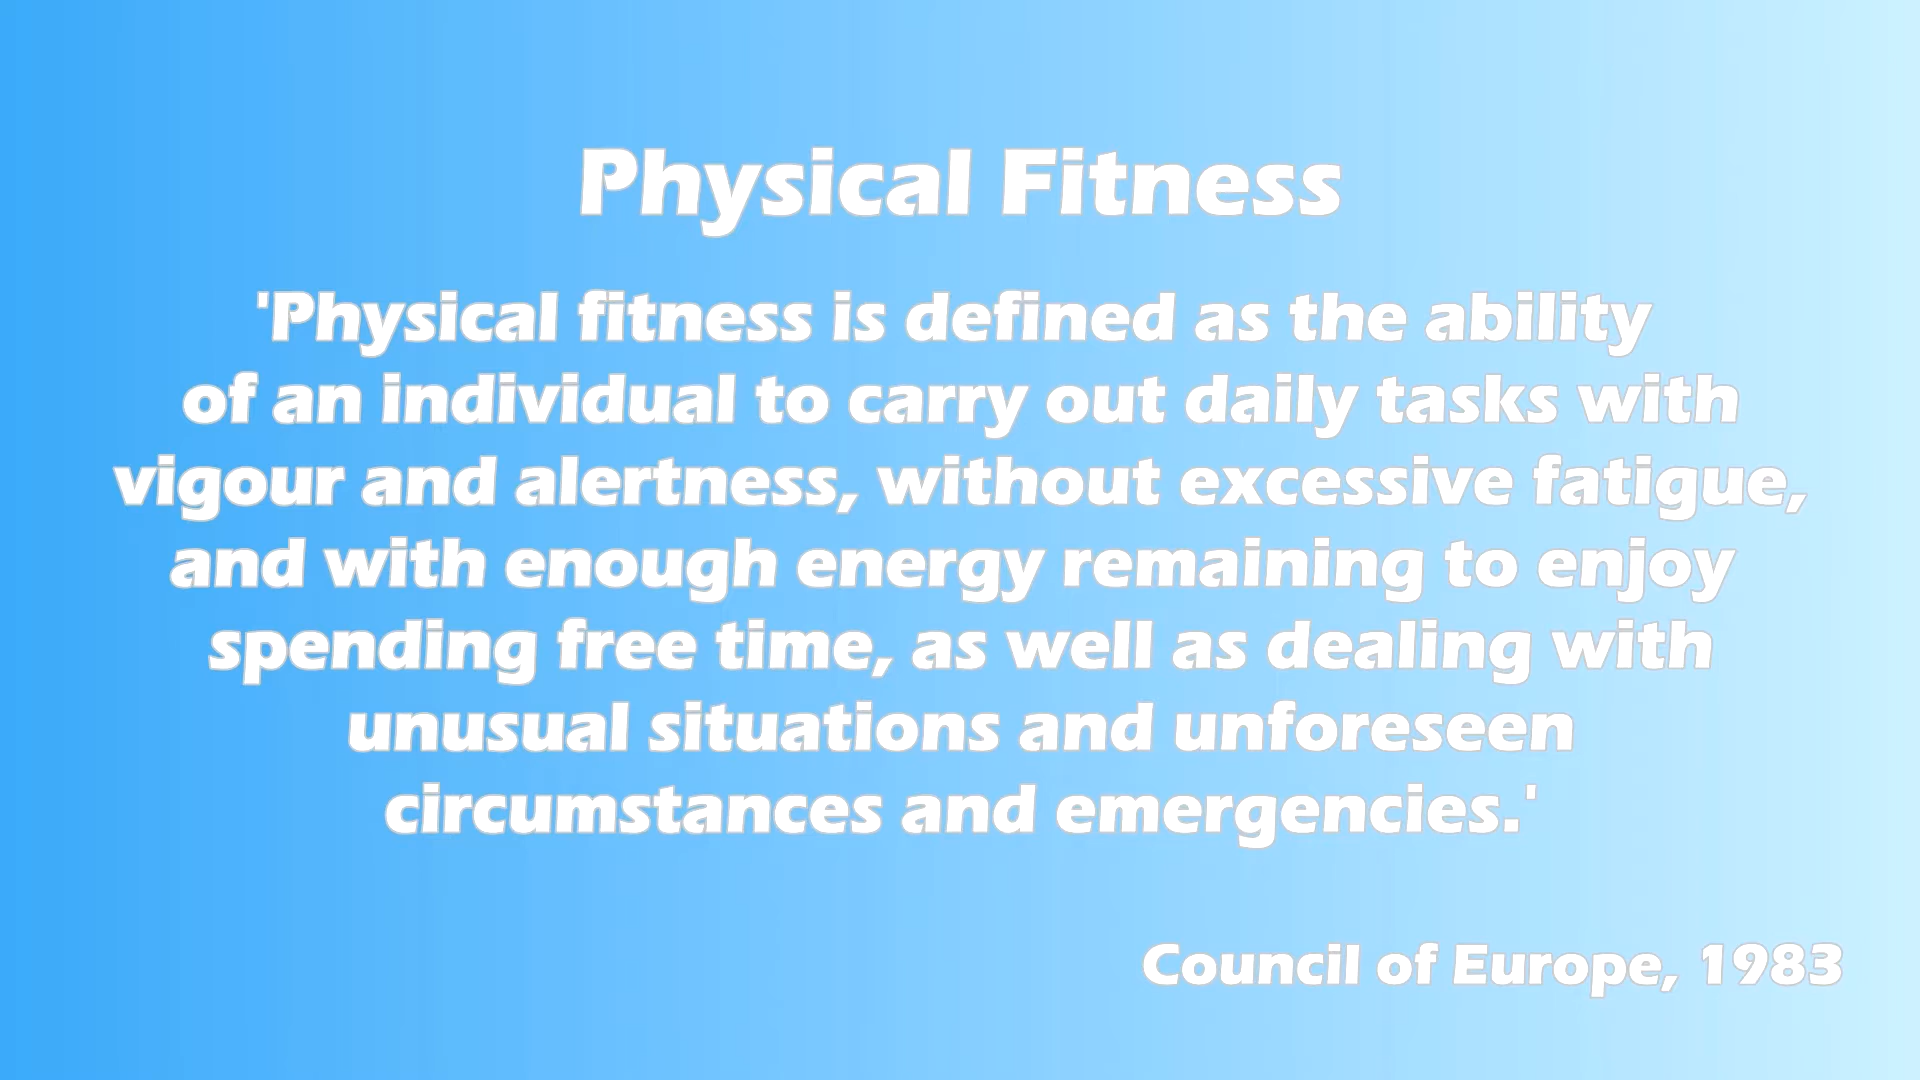 Physical Fitness
'Physical fitness is defined as the ability
of an individual to carry out daily tasks with
vigour and alertness, without excessive fatigue,
and with enough energy remaining to enjoy
spending free time, as well as dealing with
unusual situations and unforeseen
circumstances and emergencies.'
Council of Europe, 1983